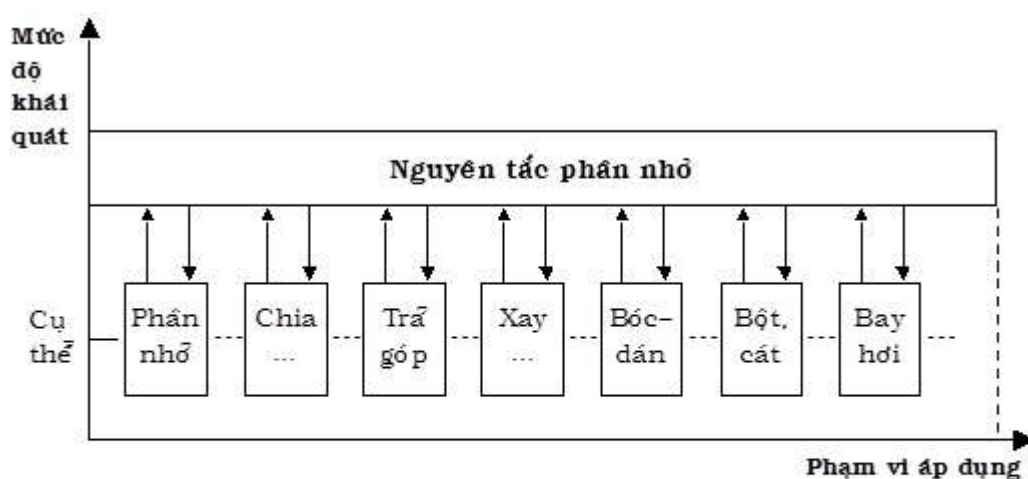 Mức
độ
khái
quát
Nguyên tắc phân nhỏ
Cụ
thể
Phân
nhỏ
Chia
...
Trả
góp
Xay
...
Bóc-
dán
Bột,
cát
Bay
hơi
Phạm vi áp dụng